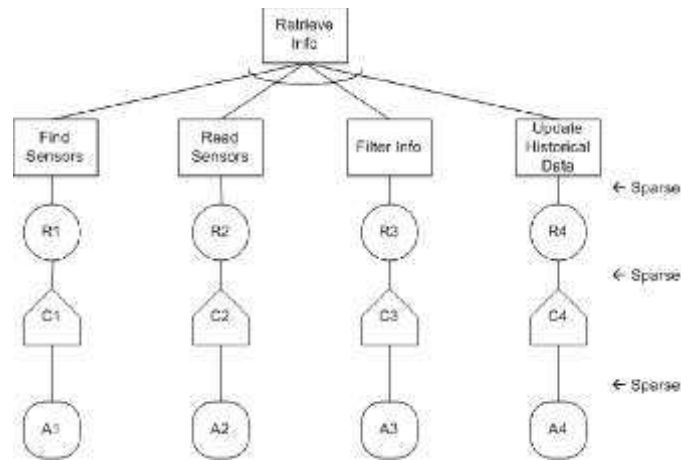 Retrieve
Info
Find
Sensors
Read
Sensors
Filter Info
Update
Historical
Data
← Sparse
R1
R2
R3
R4
← Sparse
C1
C2
C3
C4
← Sparse
A1
A2
A3
A4